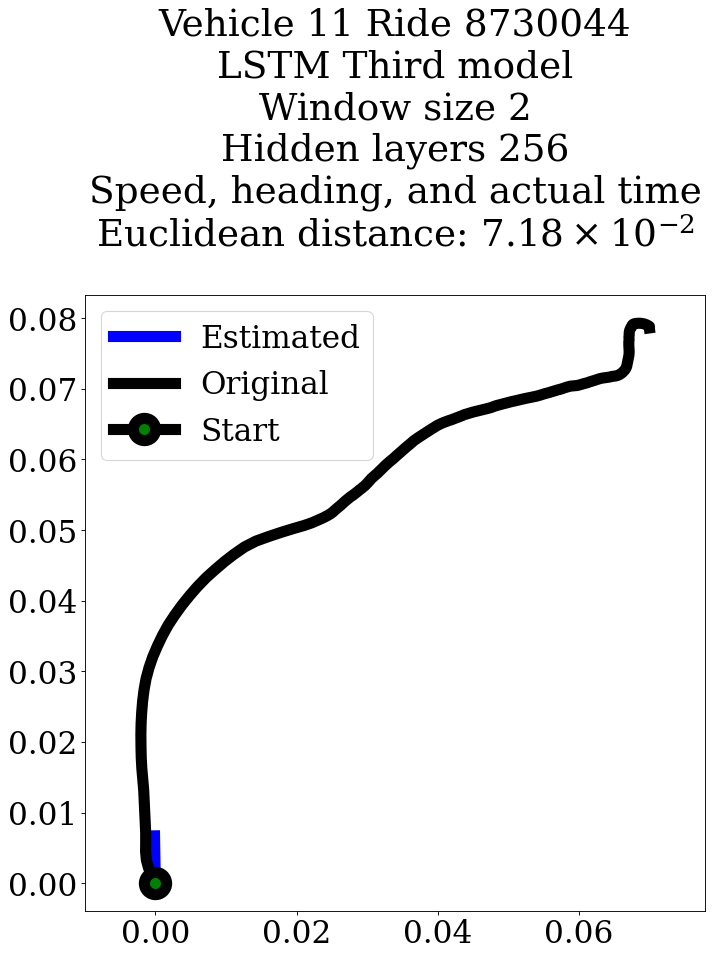 Vehicle 11 Ride 8730044
LSTM Third model
Window size 2
Hidden layers 256
Speed, heading, and actual time
Euclidean distance: 7.18 × 10⁻²
Estimated
Original
Start
0.08
0.07
0.06
0.05
0.04
0.03
0.02
0.01
0.00
0.00 0.02 0.04 0.06